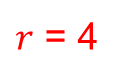 r = 4